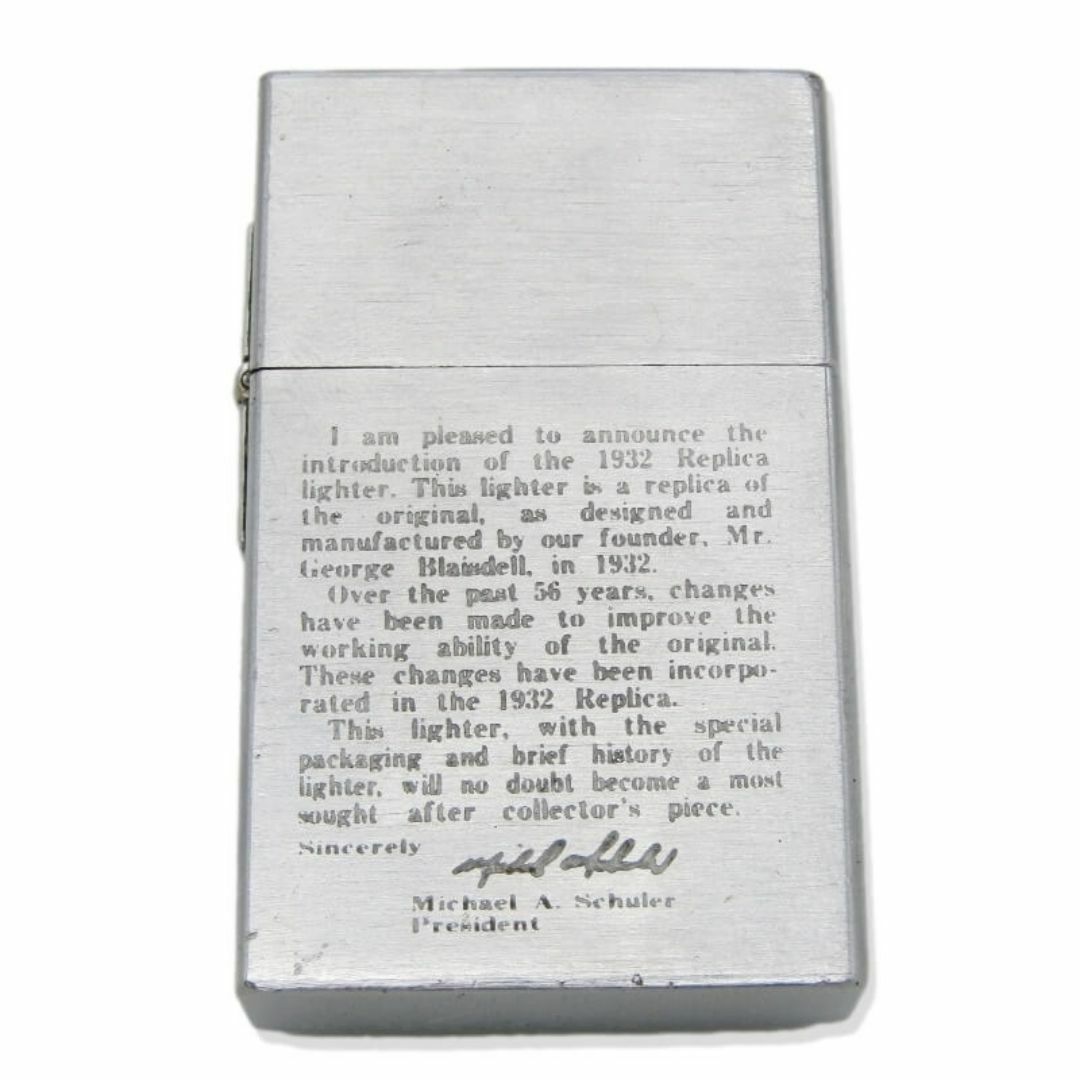 I am pleased to announce the
introduction of the 1932 Replica
lighter. This lighter is a replica of
the original, as designed and
manufactured by our founder, Mr.
George Blaisdell, in 1932.
Over the past 56 years, changes
have been made to improve the
working ability of the original.
These changes have been incorpo-
rated in the 1932 Replica.
This lighter, with the special
packaging and brief history of the
lighter, will no doubt become a most
sought after collector's piece.
Sincerely
Michael A. Schuler
President